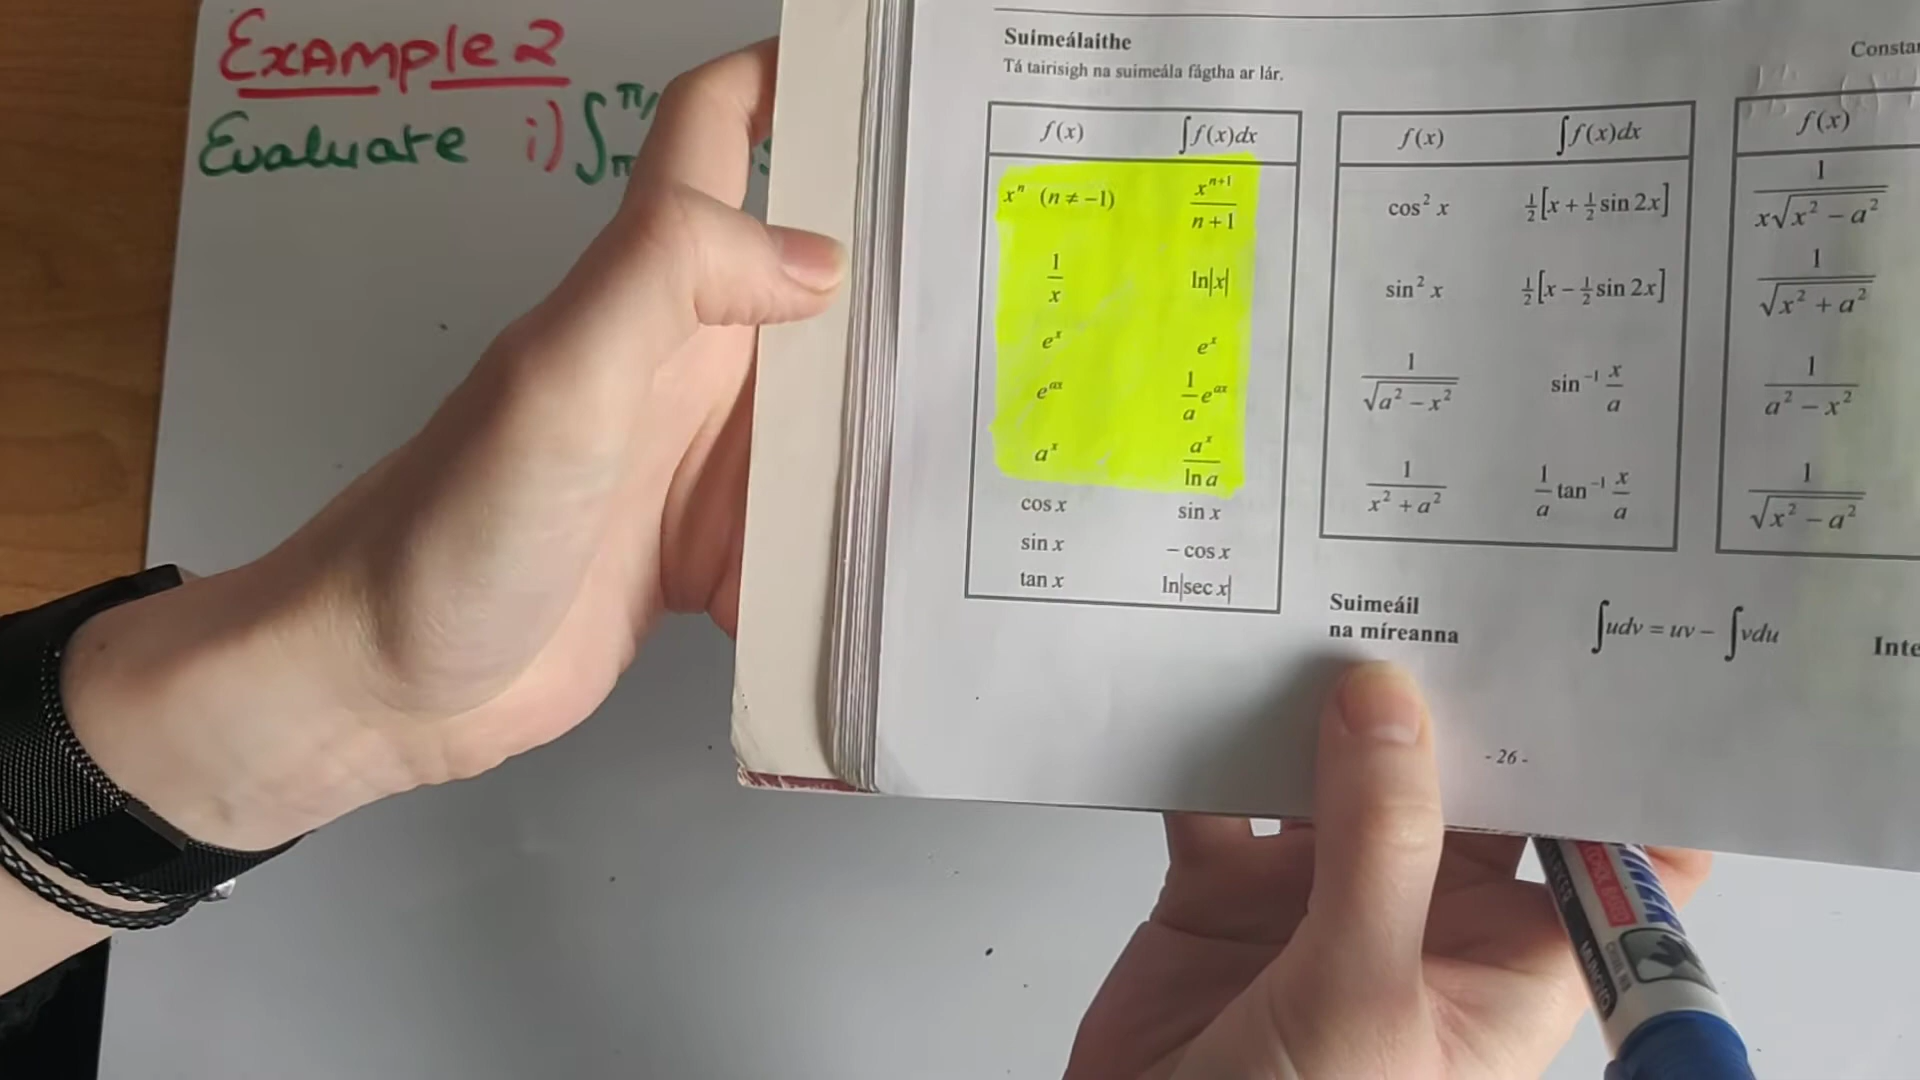 Example 2
Evaluate i) ∫ π/
π
Suimeálaithe
Tá tairisigh na suimeála fágtha ar lár.
f(x) ∫f(x)dx
xⁿ (n ≠ −1) xⁿ⁺¹/(n+1)
1/x ln|x|
eˣ eˣ
eᵃˣ (1/a)eᵃˣ
aˣ aˣ/ln a
cos x sin x
sin x − cos x
tan x ln|sec x|
f(x) ∫f(x)dx
cos² x ½[x + ½ sin 2x]
sin² x ½[x − ½ sin 2x]
1/√(a² − x²) sin⁻¹ x/a
1/(x² + a²) (1/a) tan⁻¹ x/a
Suimeáil
na míreanna
∫udv = uv − ∫vdu
- 26 -
f(x)
1/(x√(x² − a²))
1/√(x² + a²)
1/(a² − x²)
1/√(x² − a²)